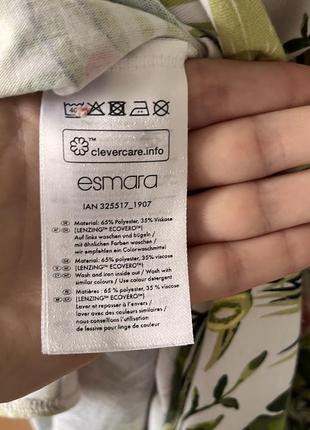 40
™ clevercare.info
esmara
IAN 325517_1907
Material: 65% Polyester, 35% Viskose
(LENZING™ ECOVERO™)
Auf links waschen und bügeln /
mit ähnlichen Farben waschen /
wir empfehlen ein Colorwaschmittel
Material: 65% Polyester, 35% viscose
(LENZING™ ECOVERO™)
Wash and iron inside out / Wash with
similar colours / Use colour detergent
Matières : 65 % polyester, 35 % viscose
(LENZING™ ECOVERO™)
Laver et repasser à l'envers /
laver avec des coloris similaires /
nous conseillons l'utilisation
de lessive pour linge de couleur